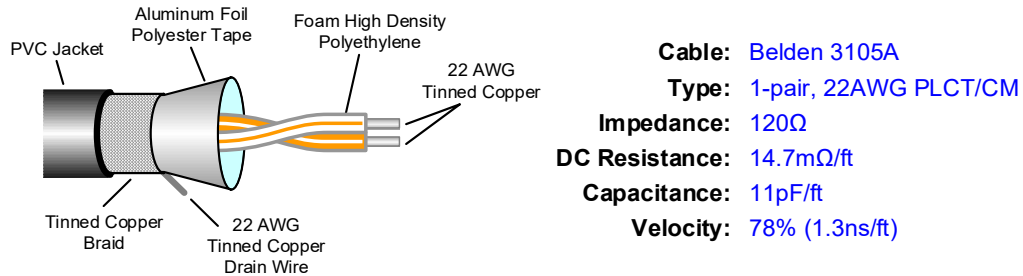 PVC Jacket
Aluminum Foil
Polyester Tape
Foam High Density
Polyethylene
22 AWG
Tinned Copper
Tinned Copper
Braid
22 AWG
Tinned Copper
Drain Wire
Cable: Belden 3105A
Type: 1-pair, 22AWG PLCT/CM
Impedance: 120Ω
DC Resistance: 14.7mΩ/ft
Capacitance: 11pF/ft
Velocity: 78% (1.3ns/ft)